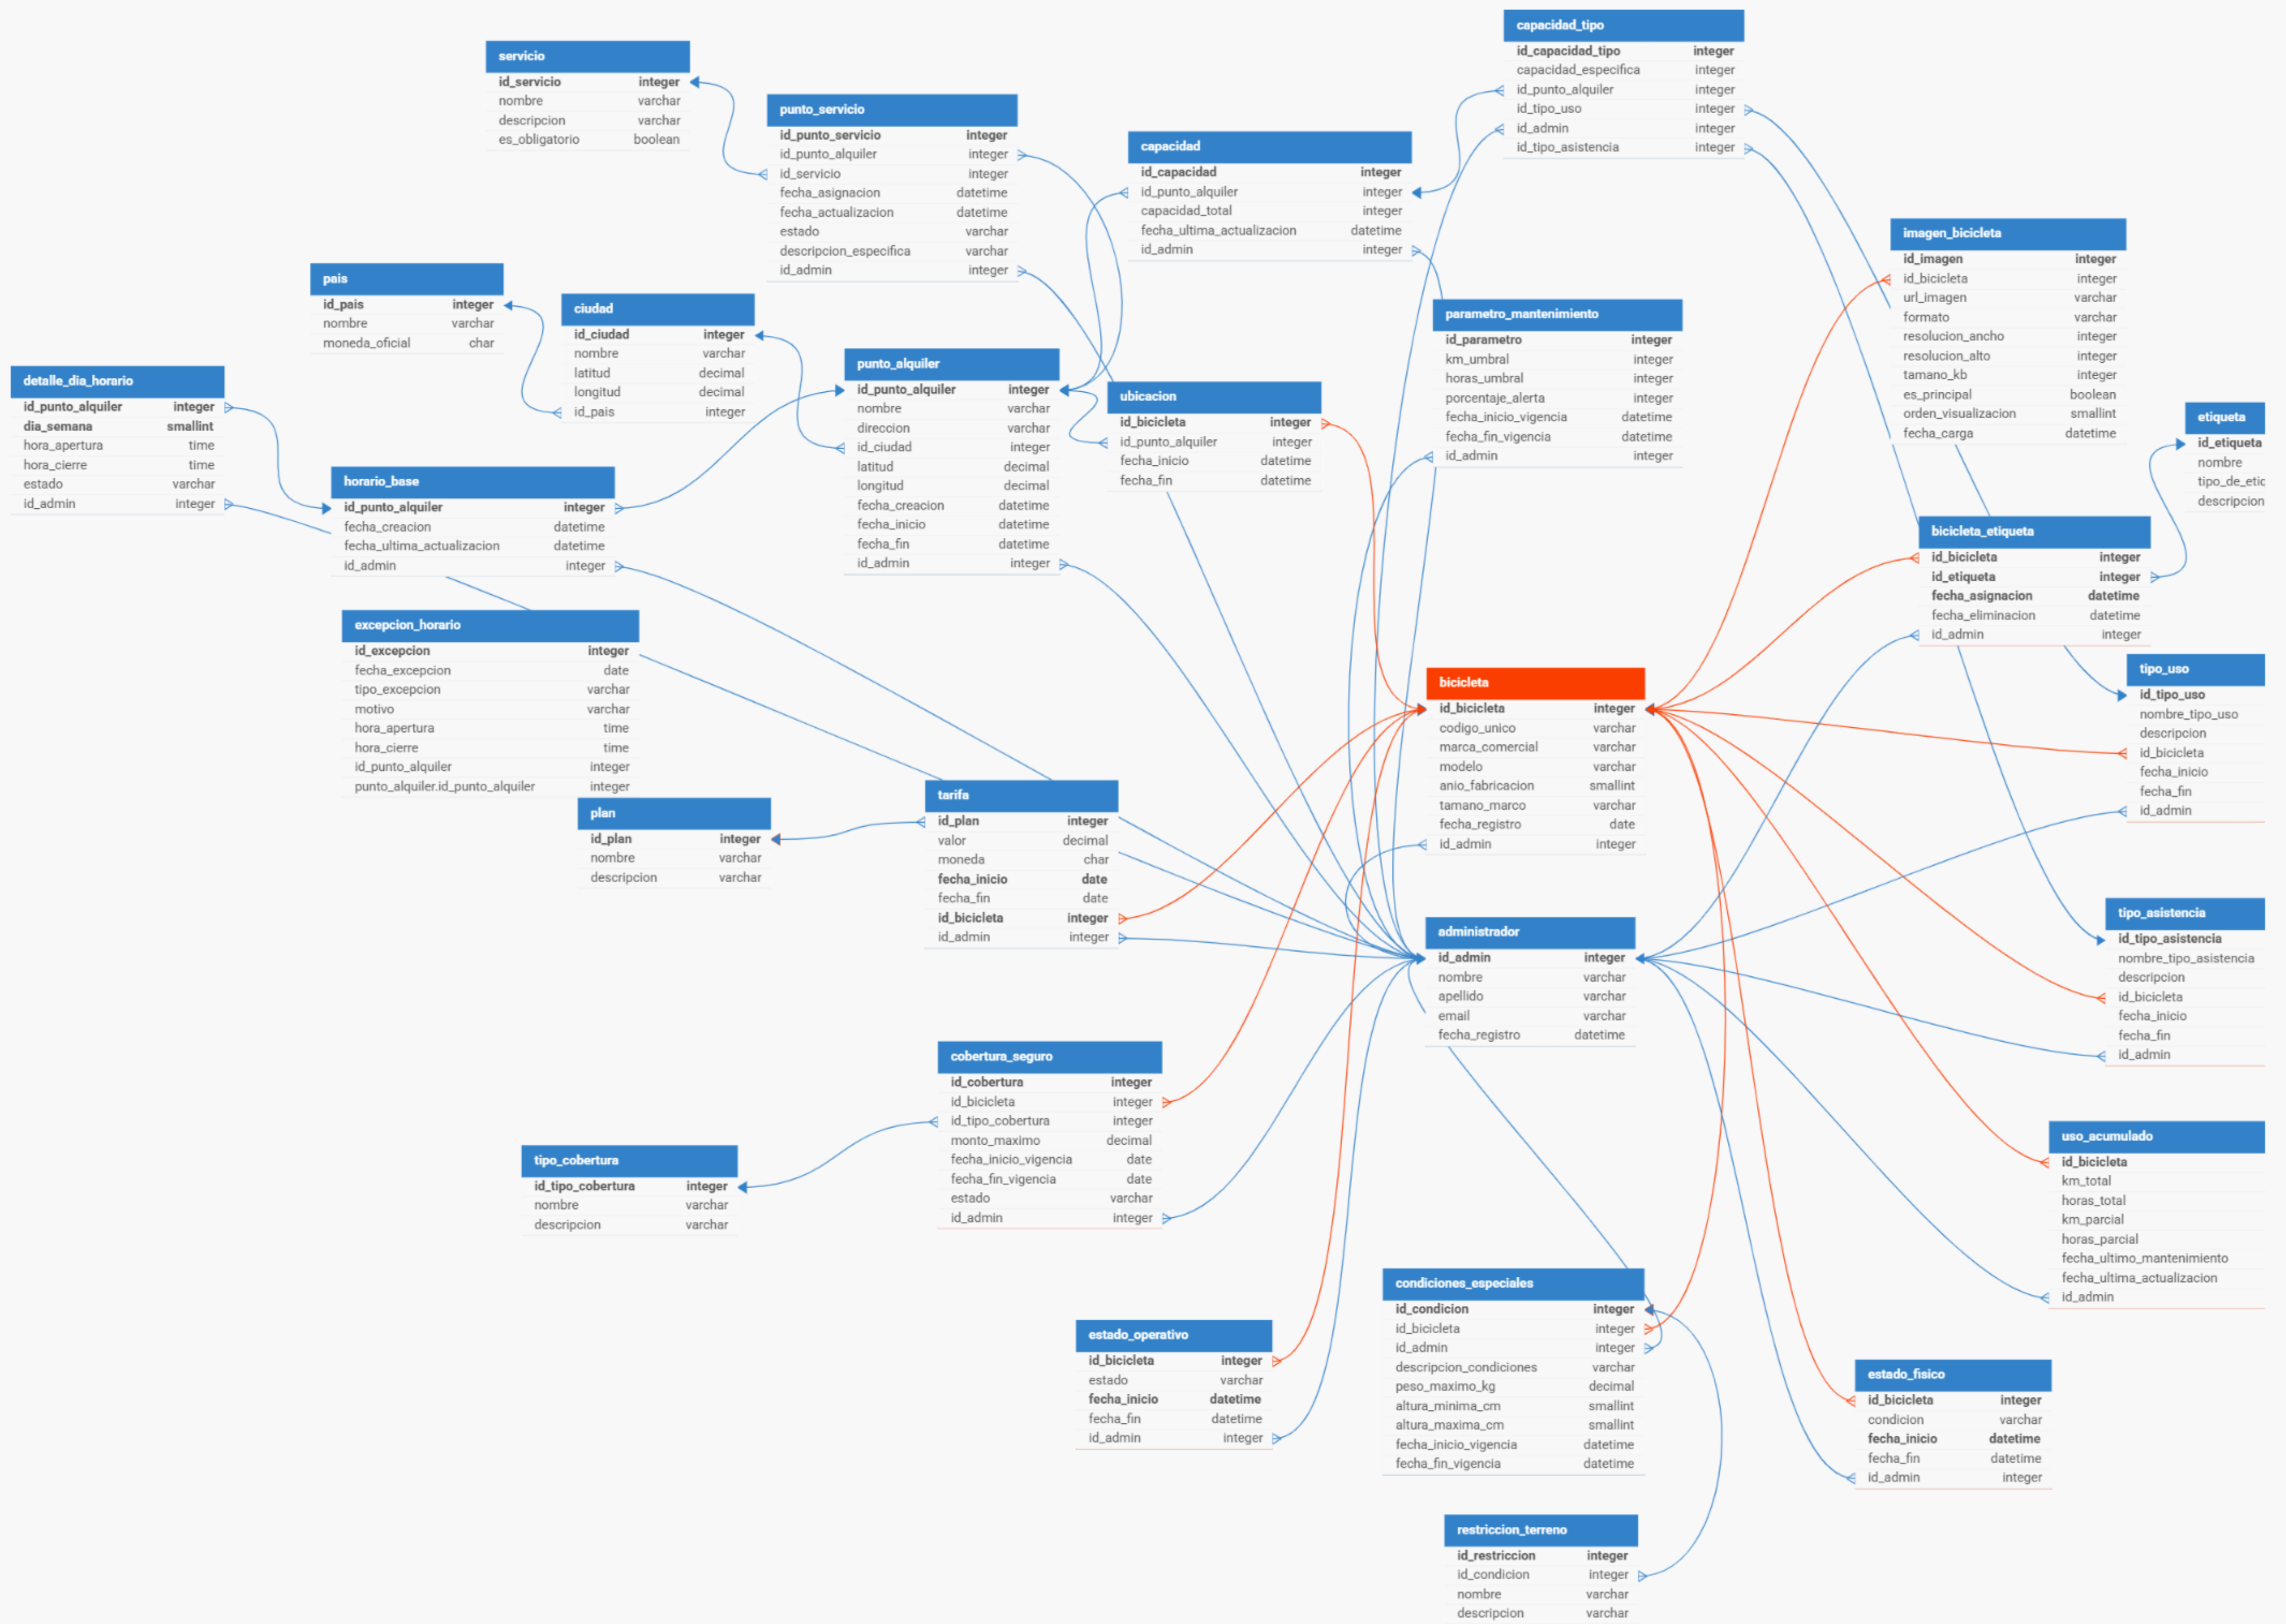 capacidad_tipo
id_capacidad_tipo integer
capacidad_especifica integer
id_punto_alquiler integer
id_tipo_uso integer
id_admin integer
id_tipo_asistencia integer
servicio
id_servicio integer
nombre varchar
descripcion varchar
es_obligatorio boolean
punto_servicio
id_punto_servicio integer
id_punto_alquiler integer
id_servicio integer
fecha_asignacion datetime
fecha_actualizacion datetime
estado varchar
descripcion_especifica varchar
id_admin integer
capacidad
id_capacidad integer
id_punto_alquiler integer
capacidad_total integer
fecha_ultima_actualizacion datetime
id_admin integer
imagen_bicicleta
id_imagen integer
id_bicicleta integer
url_imagen varchar
formato varchar
resolucion_ancho integer
resolucion_alto integer
tamano_kb integer
es_principal boolean
orden_visualizacion smallint
fecha_carga datetime
pais
id_pais integer
nombre varchar
moneda_oficial char
ciudad
id_ciudad integer
nombre varchar
latitud decimal
longitud decimal
id_pais integer
parametro_mantenimiento
id_parametro integer
km_umbral integer
horas_umbral integer
porcentaje_alerta integer
fecha_inicio_vigencia datetime
fecha_fin_vigencia datetime
id_admin integer
punto_alquiler
id_punto_alquiler integer
nombre varchar
direccion varchar
id_ciudad integer
latitud decimal
longitud decimal
fecha_creacion datetime
fecha_inicio datetime
fecha_fin datetime
id_admin integer
detalle_dia_horario
id_punto_alquiler integer
dia_semana smallint
hora_apertura time
hora_cierre time
estado varchar
id_admin integer
ubicacion
id_bicicleta integer
id_punto_alquiler integer
fecha_inicio datetime
fecha_fin datetime
etiqueta
id_etiqueta
nombre
tipo_de_etic
descripcion
horario_base
id_punto_alquiler integer
fecha_creacion datetime
fecha_ultima_actualizacion datetime
id_admin integer
bicicleta_etiqueta
id_bicicleta integer
id_etiqueta integer
fecha_asignacion datetime
fecha_eliminacion datetime
id_admin integer
excepcion_horario
id_excepcion integer
fecha_excepcion date
tipo_excepcion varchar
motivo varchar
hora_apertura time
hora_cierre time
id_punto_alquiler integer
punto_alquiler.id_punto_alquiler integer
tipo_uso
id_tipo_uso
nombre_tipo_uso
descripcion
id_bicicleta
fecha_inicio
fecha_fin
id_admin
bicicleta
id_bicicleta integer
codigo_unico varchar
marca_comercial varchar
modelo varchar
anio_fabricacion smallint
tamano_marco varchar
fecha_registro date
id_admin integer
tarifa
id_plan integer
valor decimal
moneda char
fecha_inicio date
fecha_fin date
id_bicicleta integer
id_admin integer
plan
id_plan integer
nombre varchar
descripcion varchar
tipo_asistencia
id_tipo_asistencia
nombre_tipo_asistencia
descripcion
id_bicicleta
fecha_inicio
fecha_fin
id_admin
administrador
id_admin integer
nombre varchar
apellido varchar
email varchar
fecha_registro datetime
cobertura_seguro
id_cobertura integer
id_bicicleta integer
id_tipo_cobertura integer
monto_maximo decimal
fecha_inicio_vigencia date
fecha_fin_vigencia date
estado varchar
id_admin integer
uso_acumulado
id_bicicleta
km_total
horas_total
km_parcial
horas_parcial
fecha_ultimo_mantenimiento
fecha_ultima_actualizacion
id_admin
tipo_cobertura
id_tipo_cobertura integer
nombre varchar
descripcion varchar
condiciones_especiales
id_condicion integer
id_bicicleta integer
id_admin integer
descripcion_condiciones varchar
peso_maximo_kg decimal
altura_minima_cm smallint
altura_maxima_cm smallint
fecha_inicio_vigencia datetime
fecha_fin_vigencia datetime
estado_operativo
id_bicicleta integer
estado varchar
fecha_inicio datetime
fecha_fin datetime
id_admin integer
estado_fisico
id_bicicleta integer
condicion varchar
fecha_inicio datetime
fecha_fin datetime
id_admin integer
restriccion_terreno
id_restriccion integer
id_condicion integer
nombre varchar
descripcion varchar